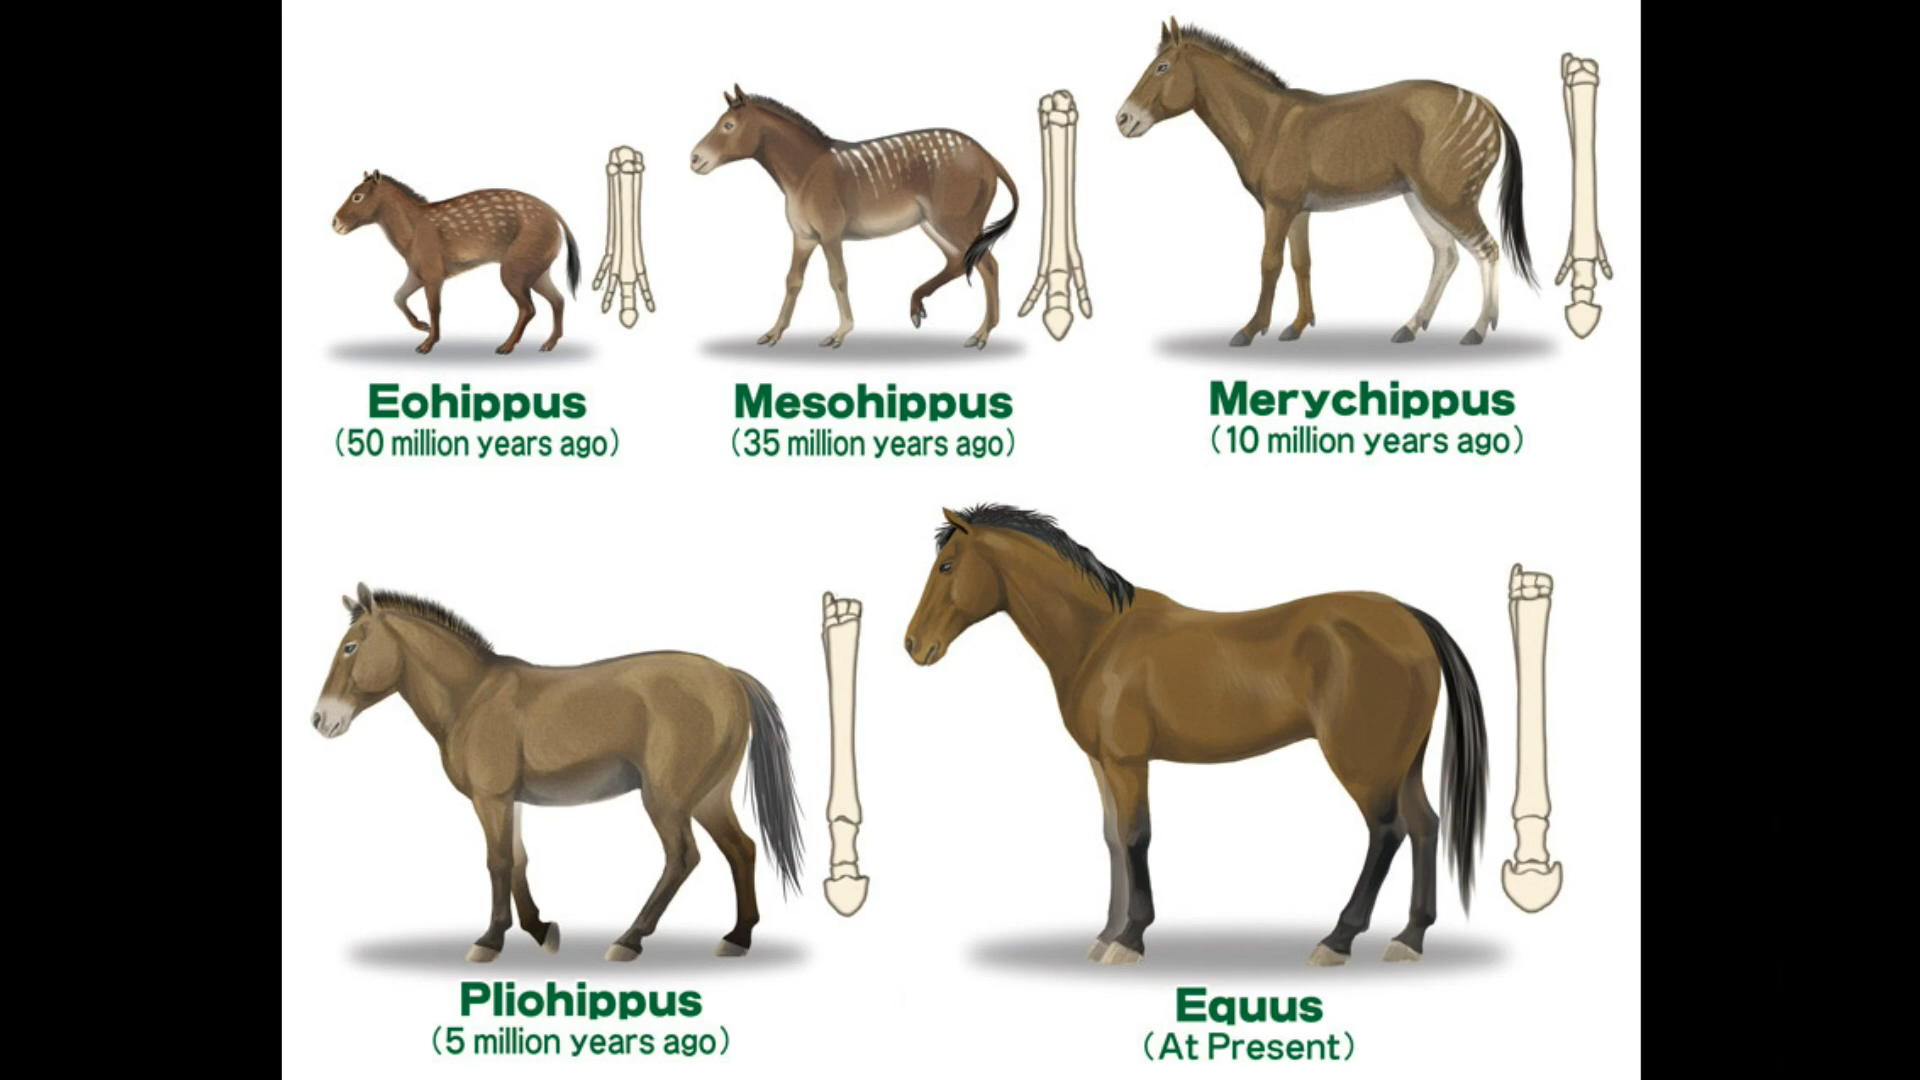 Eohippus
(50 million years ago)
Mesohippus
(35 million years ago)
Merychippus
(10 million years ago)
Pliohippus
(5 million years ago)
Equus
(At Present)